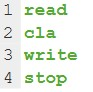 1 read
2 cla
3 write
4 stop